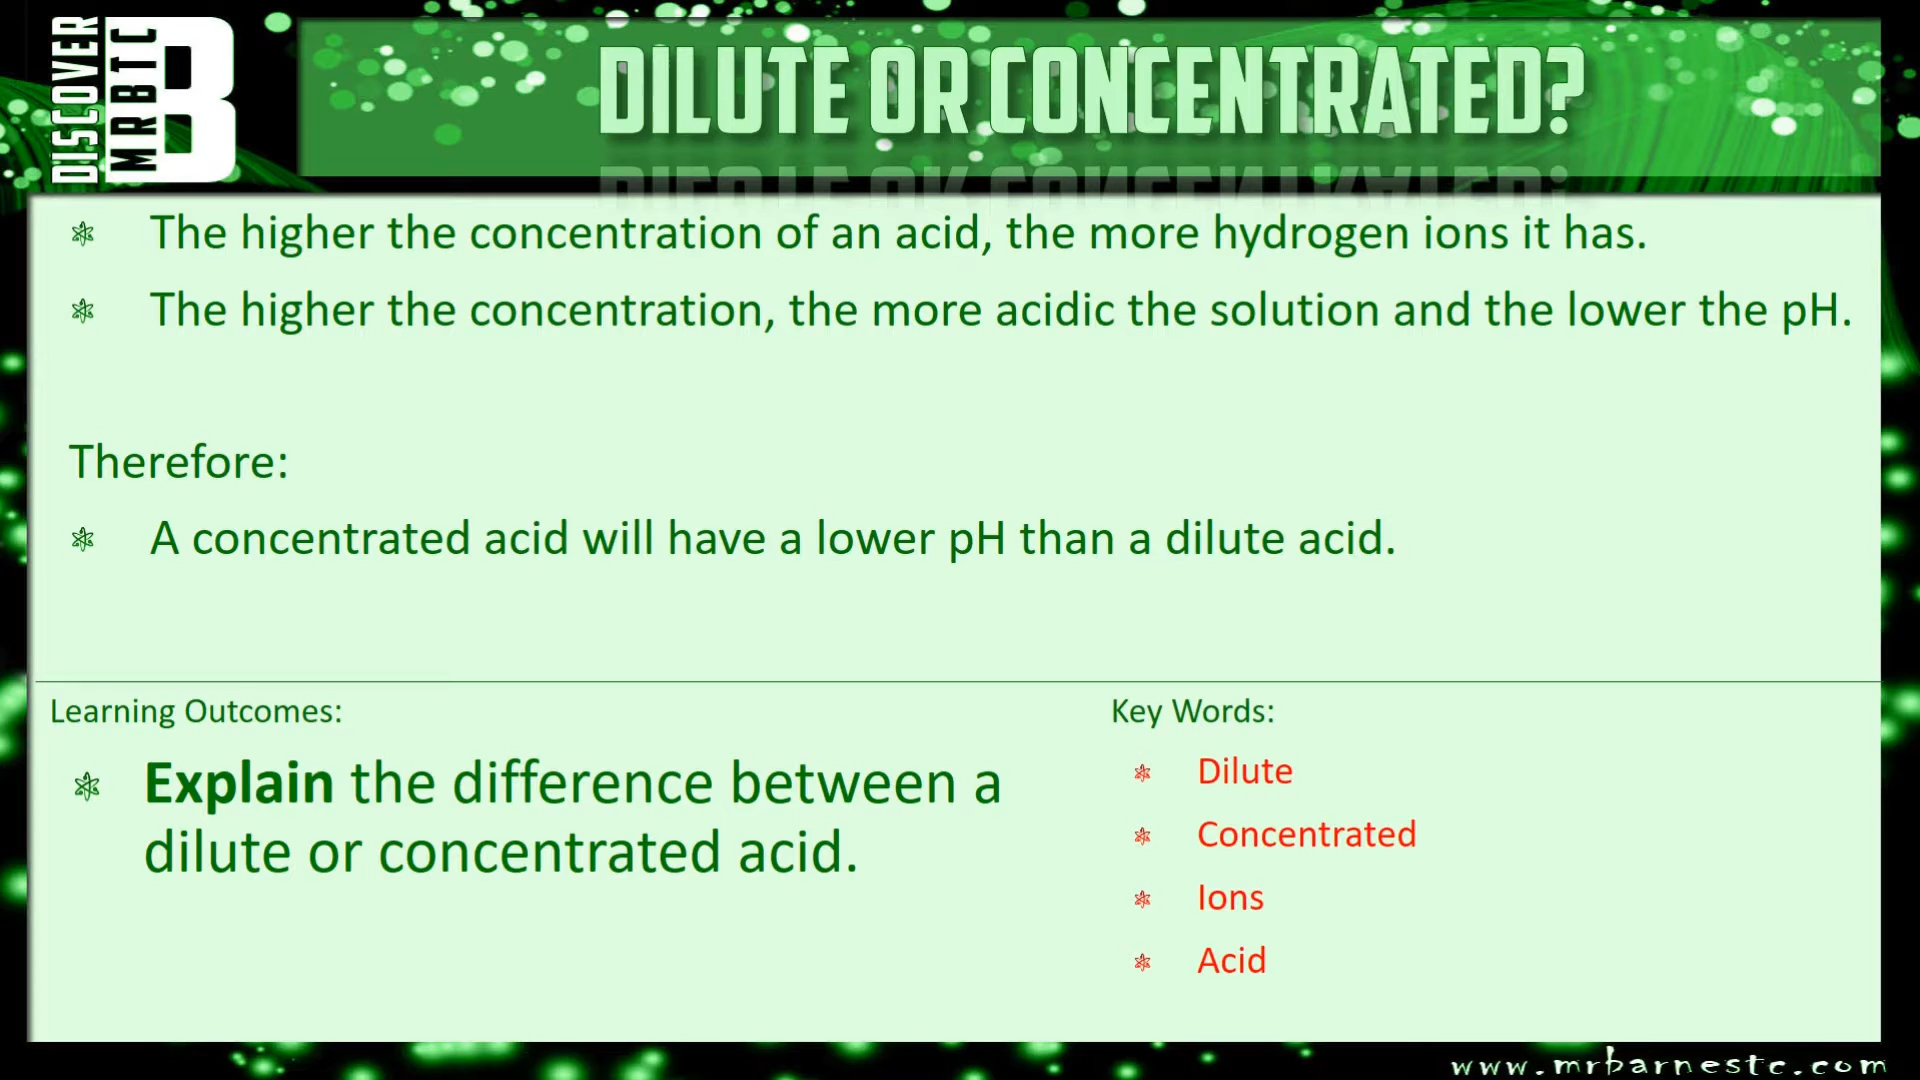 DISCOVER
MRBTC
B
DILUTE OR CONCENTRATED?
The higher the concentration of an acid, the more hydrogen ions it has.
The higher the concentration, the more acidic the solution and the lower the pH.
Therefore:
A concentrated acid will have a lower pH than a dilute acid.
Learning Outcomes:
Explain the difference between a
dilute or concentrated acid.
Key Words:
Dilute
Concentrated
Ions
Acid
www.mrbarnestc.com